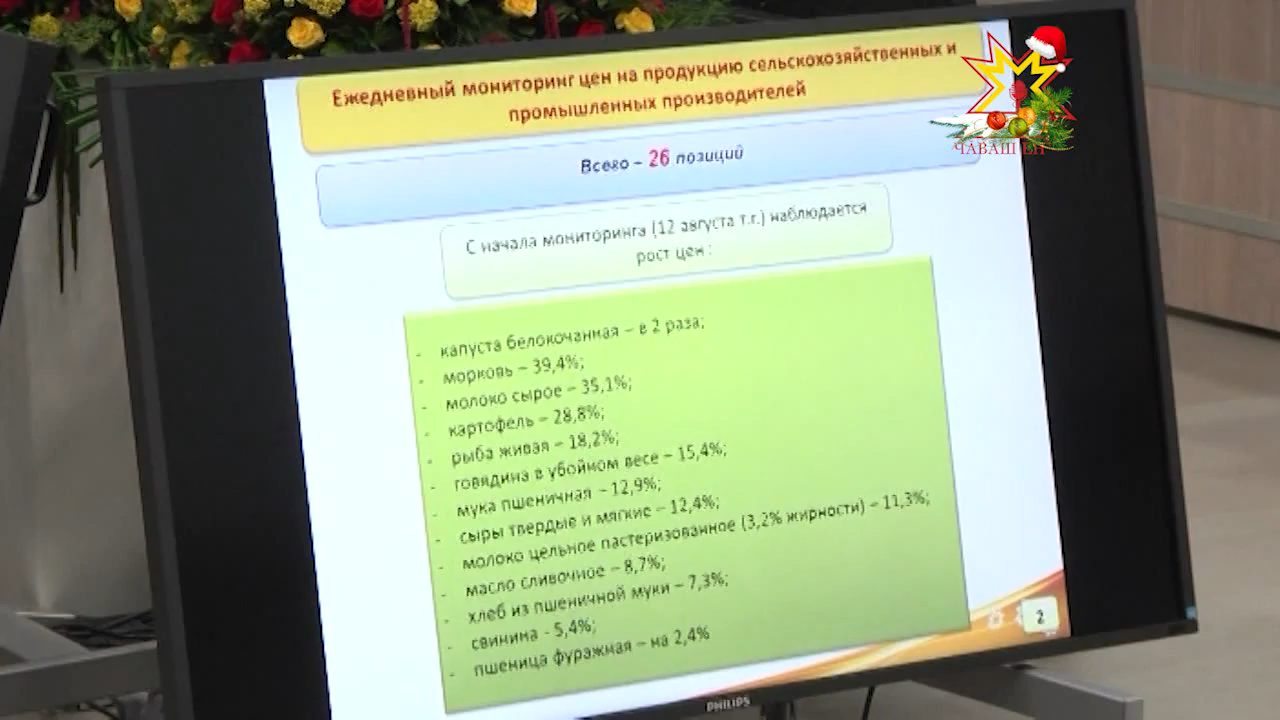 Ежедневный мониторинг цен на продукцию сельскохозяйственных и
промышленных производителей
Всего – 26 позиций
С начала мониторинга (12 августа т.г.) наблюдается
рост цен :
- капуста белокочанная – в 2 раза;
- морковь – 39,4%;
- молоко сырое – 35,1%;
- картофель – 28,8%;
- рыба живая – 18,2%;
- говядина в убойном весе – 15,4%;
- мука пшеничная – 12,9%;
- сыры твердые и мягкие – 12,4%;
- молоко цельное пастеризованное (3,2% жирности) – 11,3%;
- масло сливочное – 8,7%;
- хлеб из пшеничной муки – 7,3%;
- свинина - 5,4%;
- пшеница фуражная – на 2,4%
2
PHILIPS
ЧӐВАШ ЕН